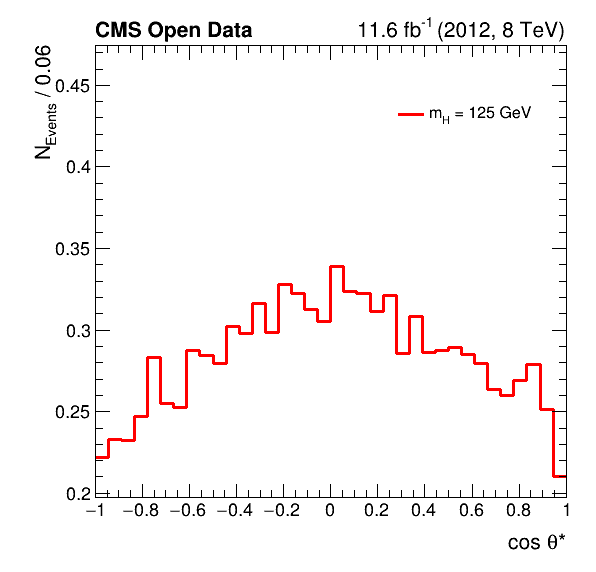 CMS Open Data 11.6 fb⁻¹ (2012, 8 TeV)
N_Events / 0.06
m_H = 125 GeV
0.45
0.4
0.35
0.3
0.25
0.2
−1 −0.8 −0.6 −0.4 −0.2 0 0.2 0.4 0.6 0.8 1
cos θ*